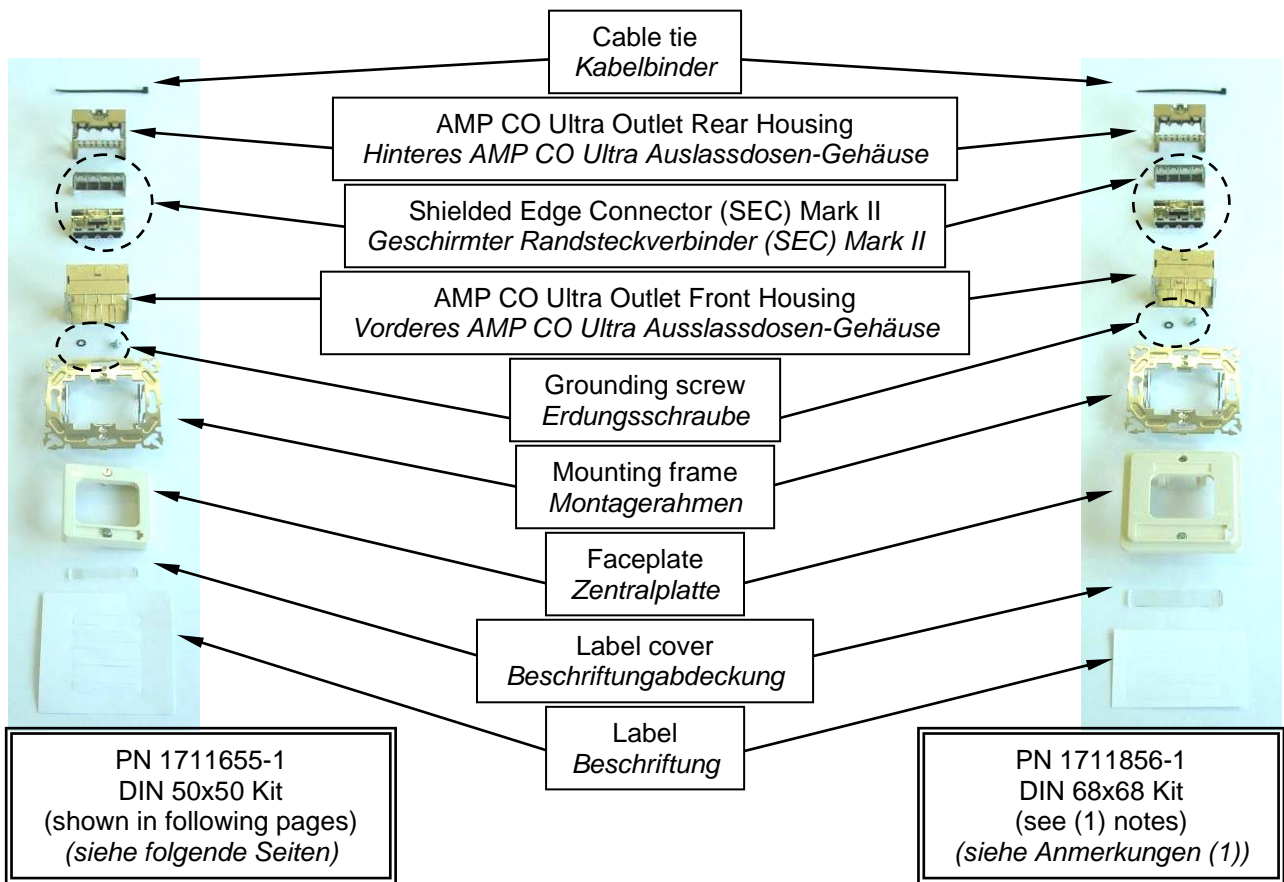 Cable tie
Kabelbinder
AMP CO Ultra Outlet Rear Housing
Hinteres AMP CO Ultra Auslassdosen-Gehäuse
Shielded Edge Connector (SEC) Mark II
Geschirmter Randsteckverbinder (SEC) Mark II
AMP CO Ultra Outlet Front Housing
Vorderes AMP CO Ultra Ausslassdosen-Gehäuse
Grounding screw
Erdungsschraube
Mounting frame
Montagerahmen
Faceplate
Zentralplatte
Label cover
Beschriftungabdeckung
Label
Beschriftung
PN 1711655-1
DIN 50x50 Kit
(shown in following pages)
(siehe folgende Seiten)
PN 1711856-1
DIN 68x68 Kit
(see (1) notes)
(siehe Anmerkungen (1))